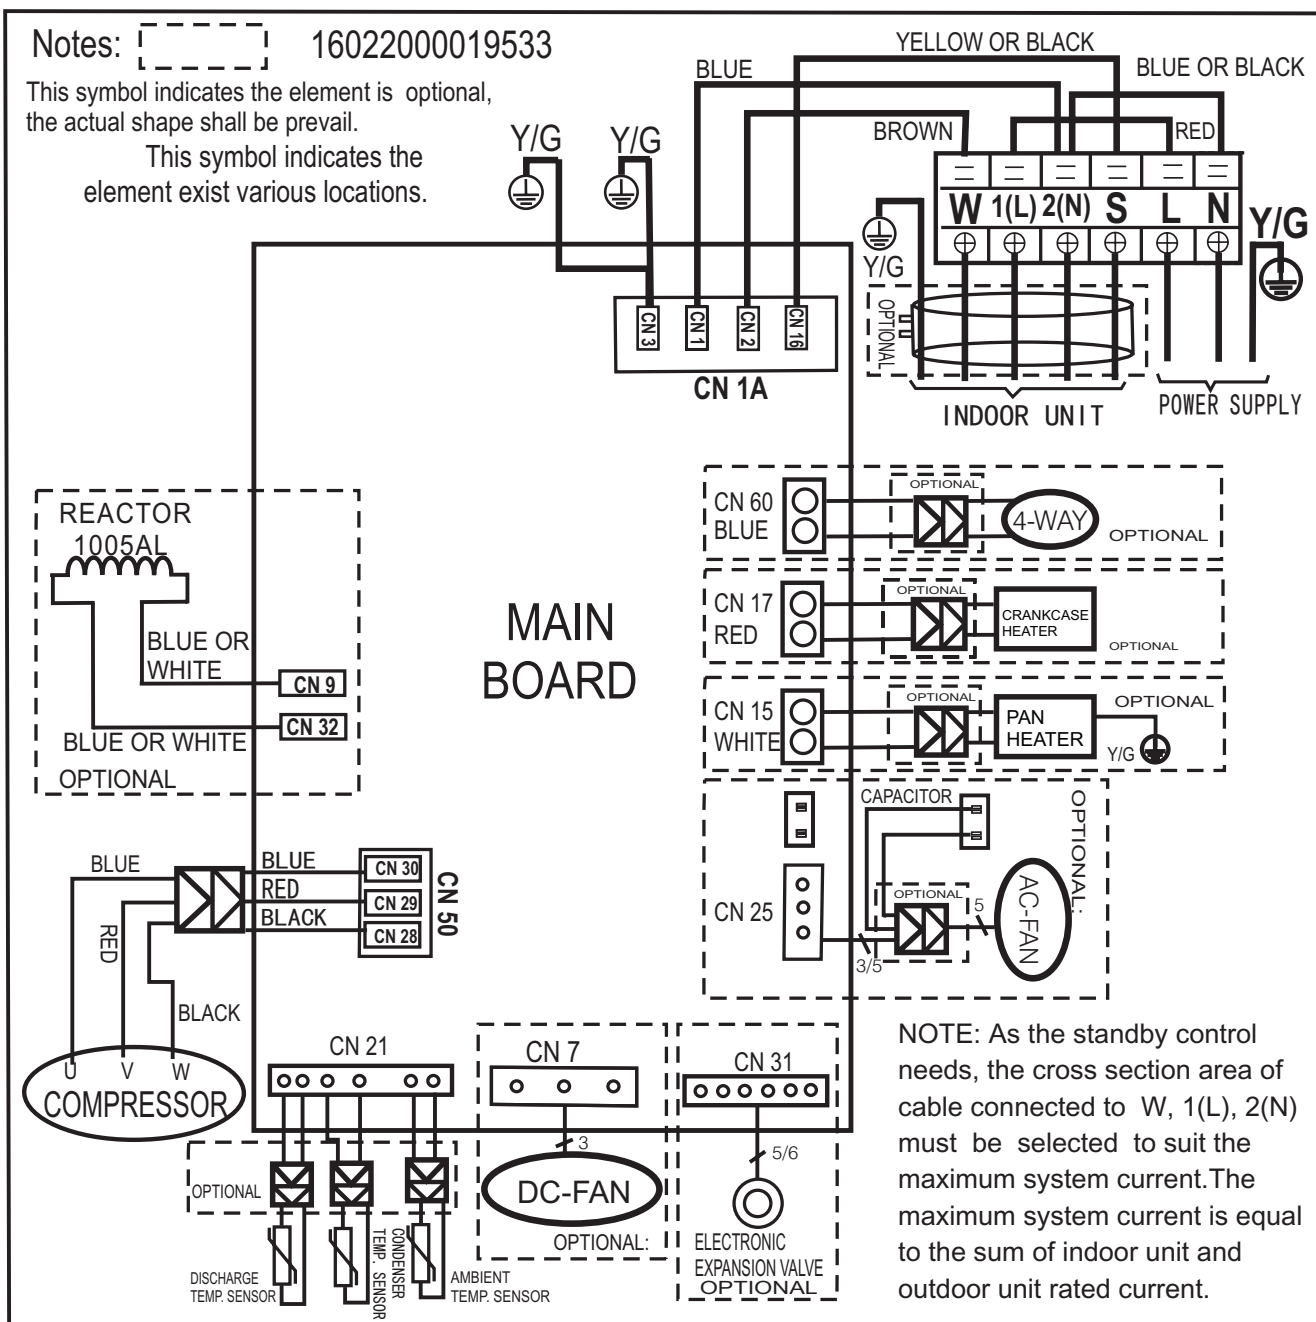 Notes: 16022000019533
This symbol indicates the element is optional,
the actual shape shall be prevail.
This symbol indicates the
element exist various locations.
YELLOW OR BLACK
BLUE
BLUE OR BLACK
BROWN
RED
Y/G
Y/G
W 1(L) 2(N) S L N
Y/G
Y/G
OPTIONAL
INDOOR UNIT
POWER SUPPLY
CN 3
CN 1
CN 2
CN 16
CN 1A
REACTOR
1005AL
BLUE OR
WHITE
CN 9
CN 32
BLUE OR WHITE
OPTIONAL
MAIN
BOARD
CN 60
BLUE
OPTIONAL
4-WAY
OPTIONAL
CN 17
RED
OPTIONAL
CRANKCASE
HEATER
OPTIONAL
CN 15
WHITE
OPTIONAL
PAN
HEATER
OPTIONAL
Y/G
CAPACITOR
OPTIONAL:
CN 25
OPTIONAL
3/5
5
AC-FAN
BLUE
RED
BLACK
BLUE
RED
BLACK
CN 30
CN 29
CN 28
CN 50
U V W
COMPRESSOR
CN 21
OPTIONAL
DISCHARGE
TEMP. SENSOR
CONDENSER
TEMP. SENSOR
AMBIENT
TEMP. SENSOR
CN 7
3
DC-FAN
OPTIONAL:
CN 31
5/6
ELECTRONIC
EXPANSION VALVE
OPTIONAL
NOTE: As the standby control
needs, the cross section area of
cable connected to W, 1(L), 2(N)
must be selected to suit the
maximum system current.The
maximum system current is equal
to the sum of indoor unit and
outdoor unit rated current.